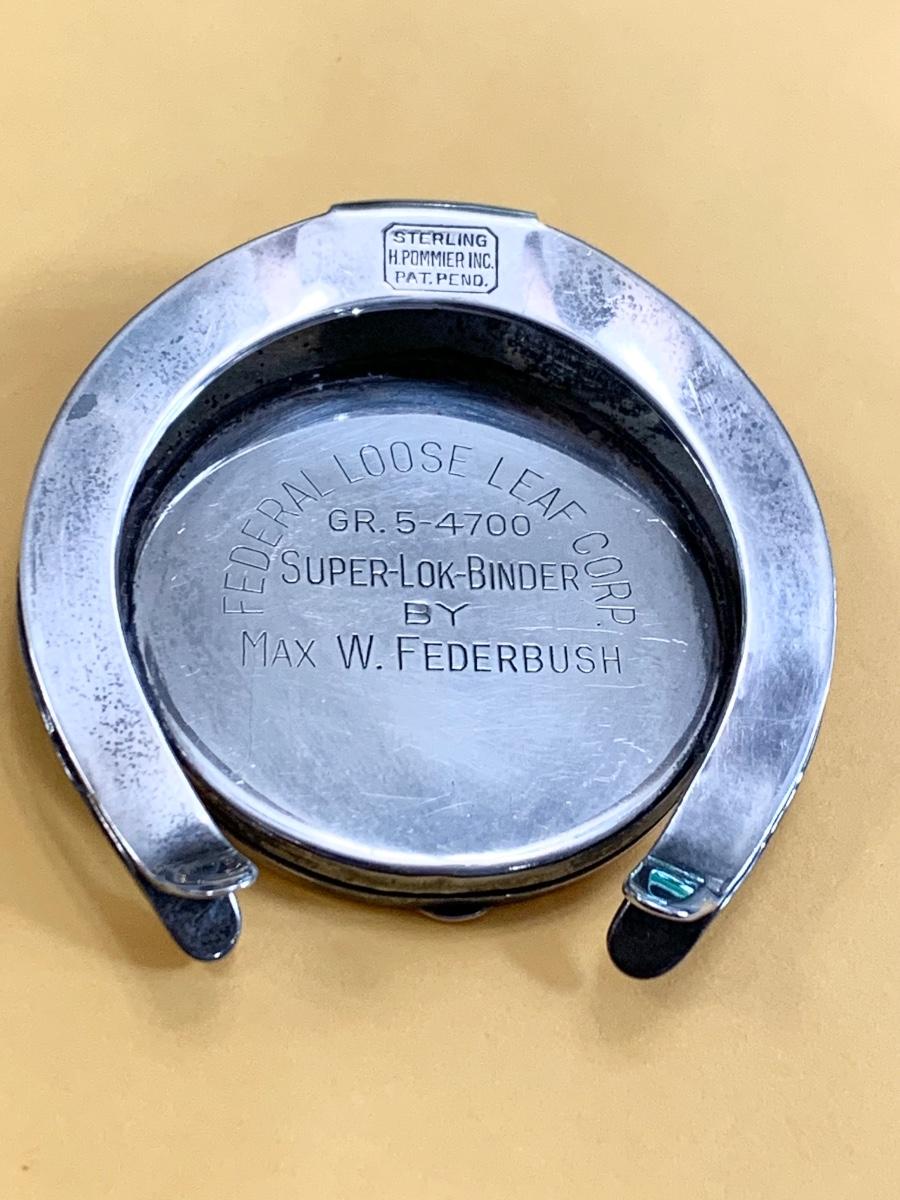 STERLING
H. POMMIER INC.
PAT. PEND.
FEDERAL LOOSE LEAF CORP.
GR. 5-4700
SUPER-LOK-BINDER
BY
MAX W. FEDERBUSH